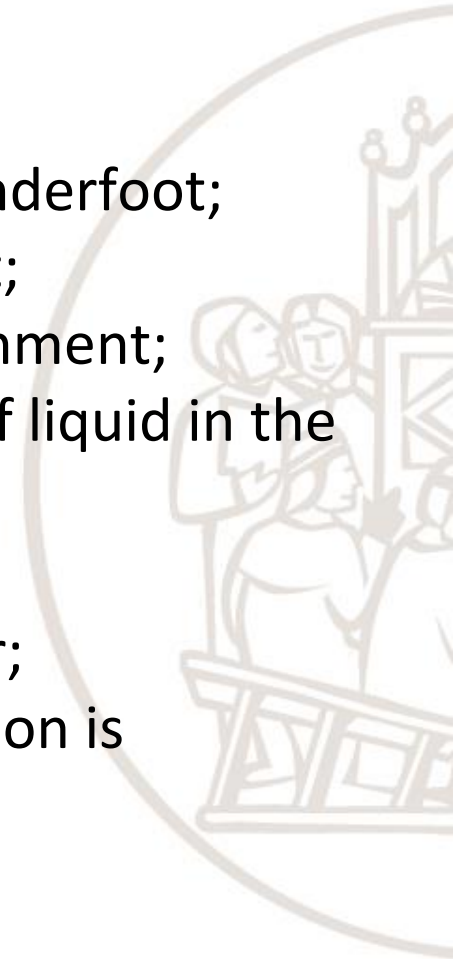 nderfoot;
;
nment;
f liquid in the
r;
on is